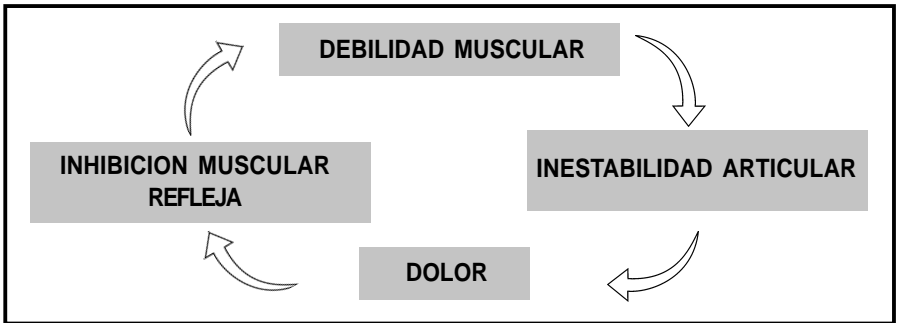 DEBILIDAD MUSCULAR
INESTABILIDAD ARTICULAR
DOLOR
INHIBICION MUSCULAR
REFLEJA